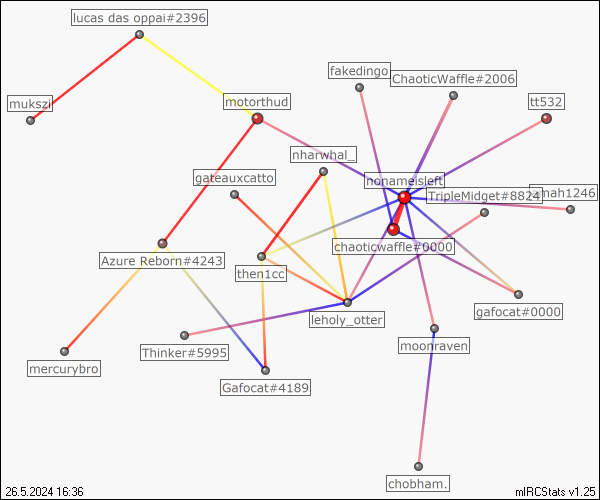 lucas das oppai#2396
fakedingo
ChaoticWaffle#2006
mukszi
motorthud
tt532
nharwhal_
gateauxcatto
nonameisleft
TripleMidget#8824
mah1246
chaoticwaffle#0000
Azure Reborn#4243
then1cc
leholy_otter
gafocat#0000
Thinker#5995
moonraven
mercurybro
Gafocat#4189
chobham.
26.5.2024 16:36
mIRCStats v1.25